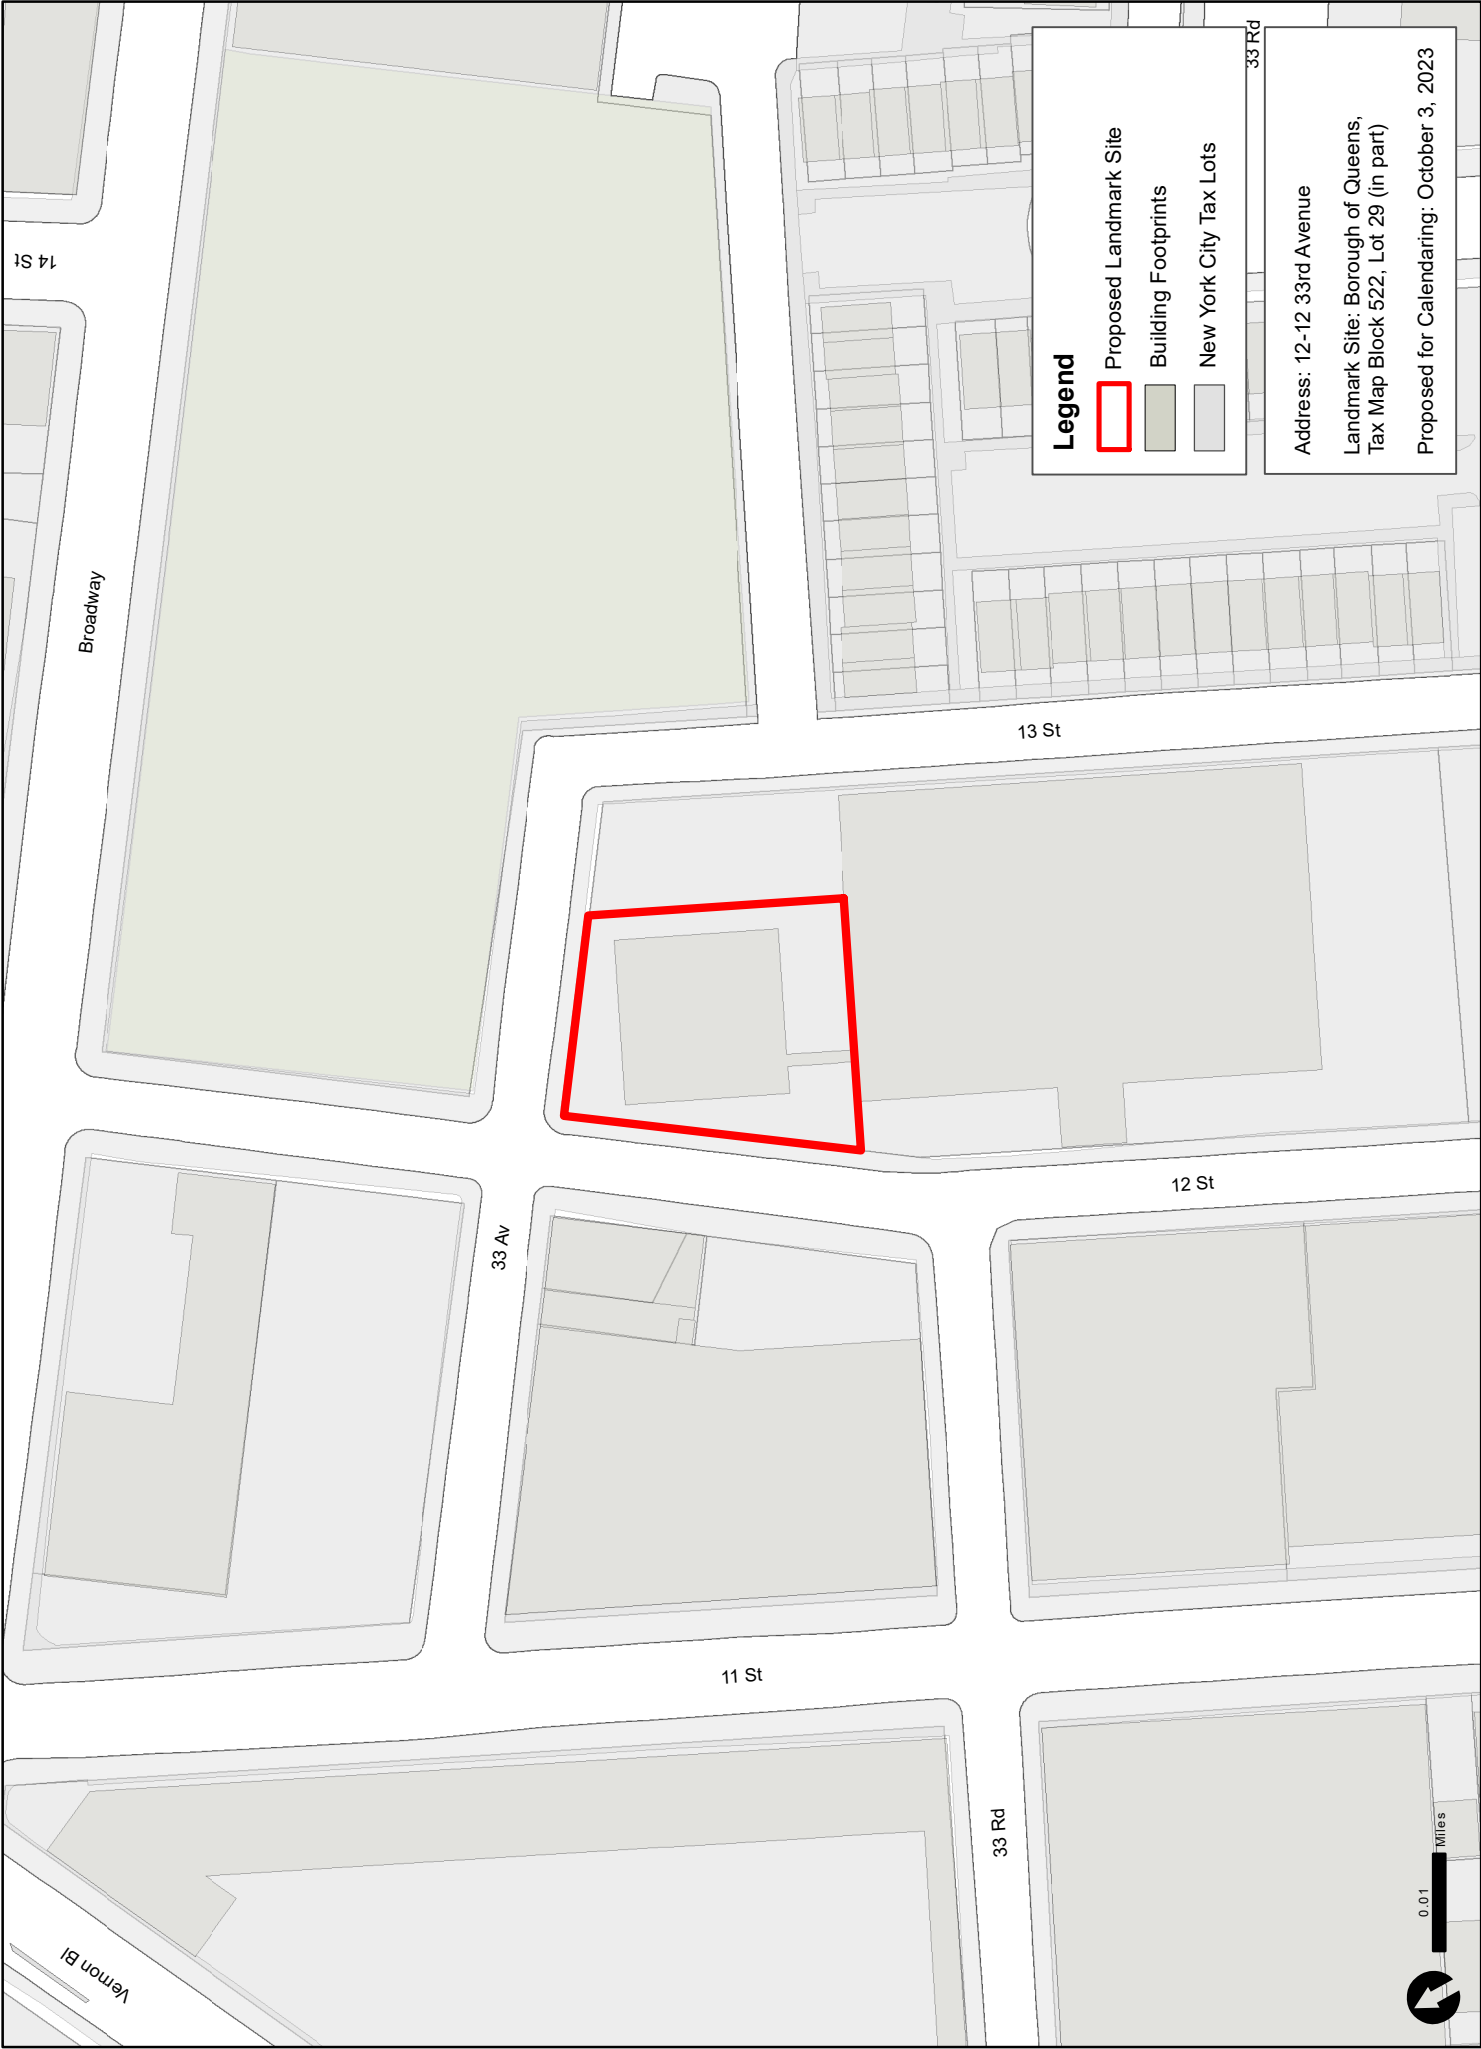 14 St
Broadway
33 Av
13 St
12 St
11 St
33 Rd
33 Rd
Vernon Bl
Legend
Proposed Landmark Site
Building Footprints
New York City Tax Lots
Address: 12-12 33rd Avenue
Landmark Site: Borough of Queens,
Tax Map Block 522, Lot 29 (in part)
Proposed for Calendaring: October 3, 2023
0.01
Miles